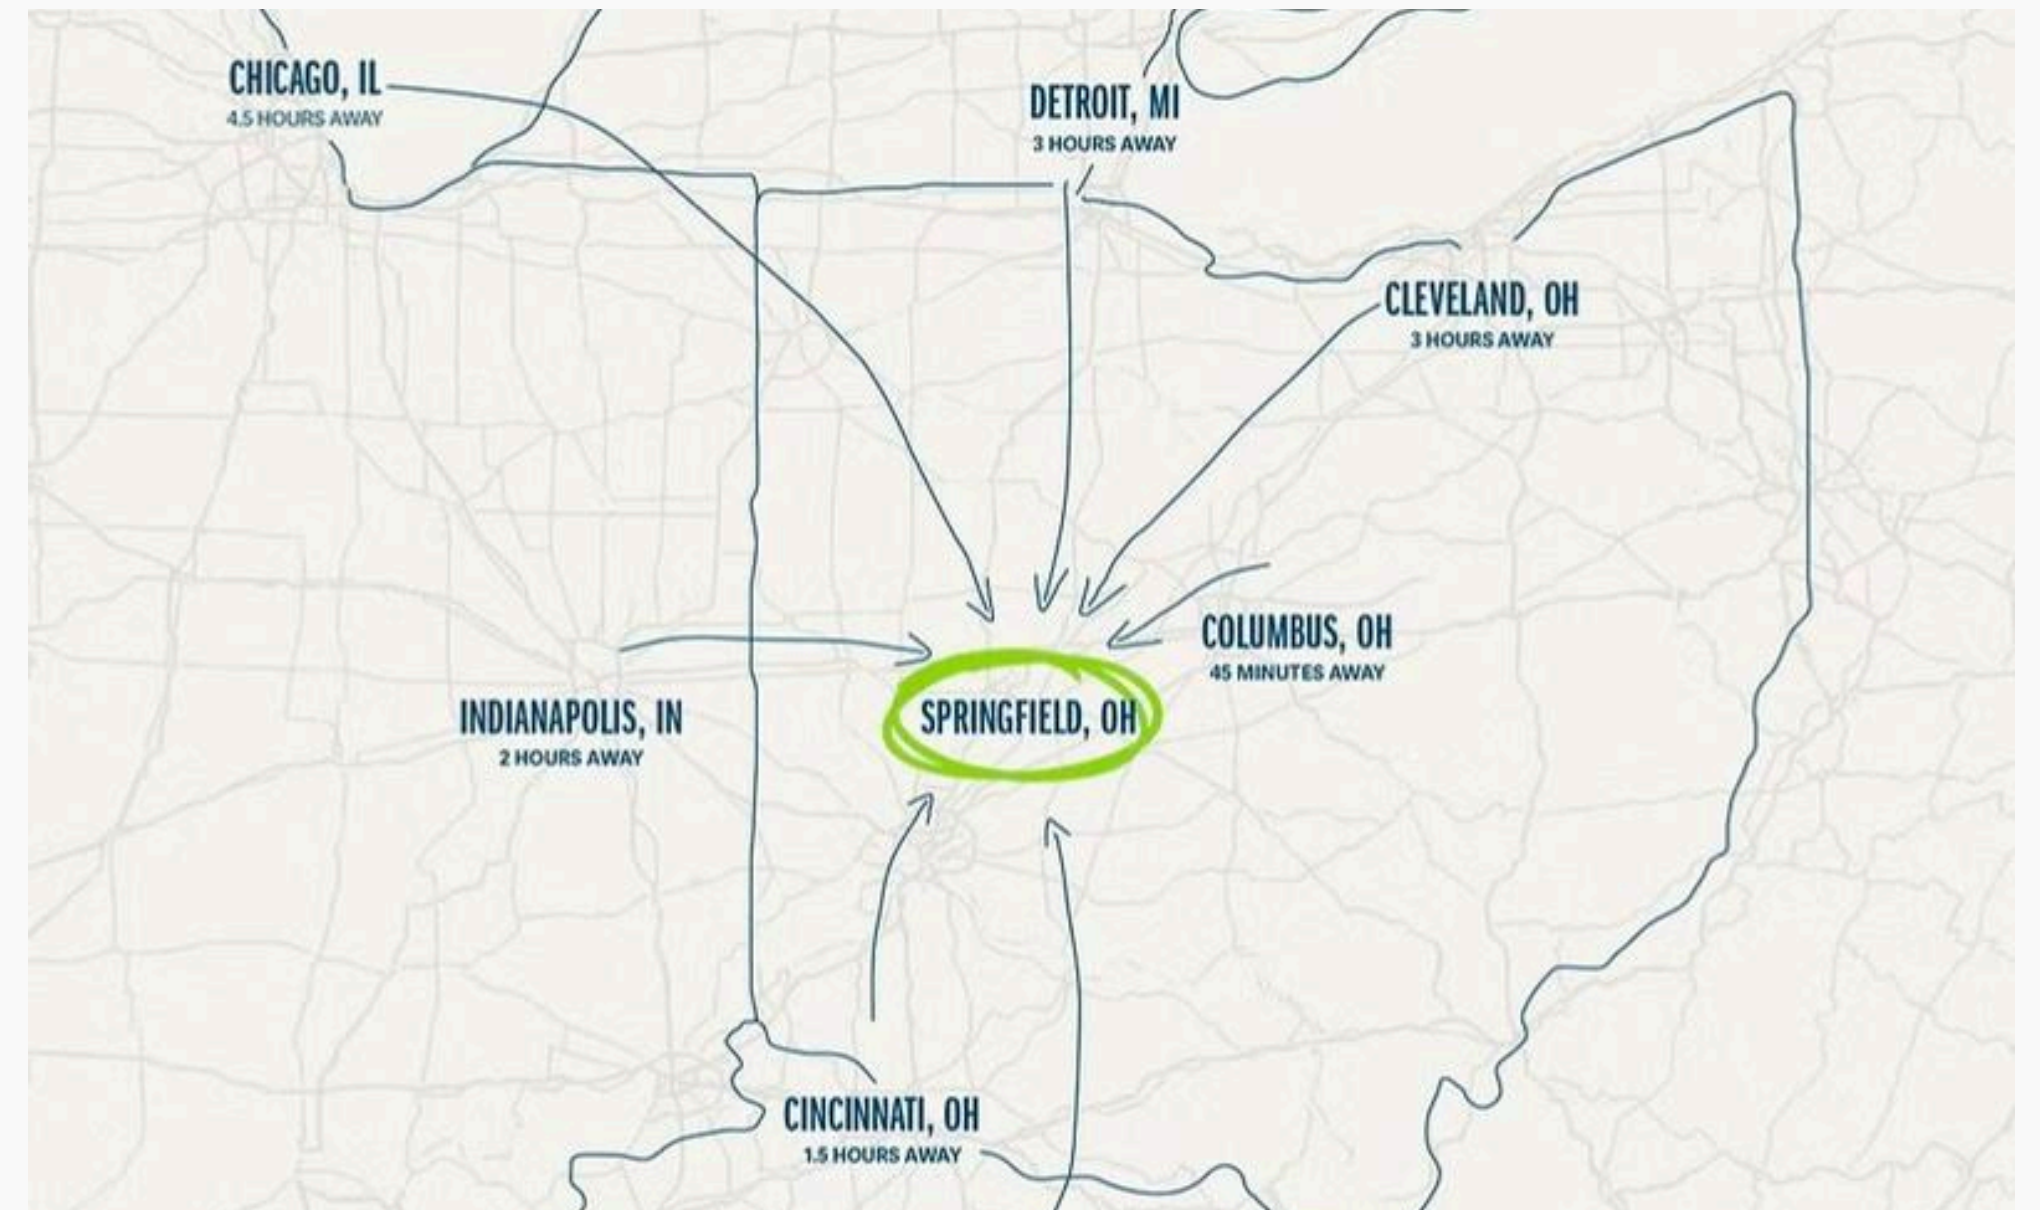 CHICAGO, IL
4.5 HOURS AWAY
DETROIT, MI
3 HOURS AWAY
CLEVELAND, OH
3 HOURS AWAY
COLUMBUS, OH
45 MINUTES AWAY
INDIANAPOLIS, IN
2 HOURS AWAY
SPRINGFIELD, OH
CINCINNATI, OH
1.5 HOURS AWAY